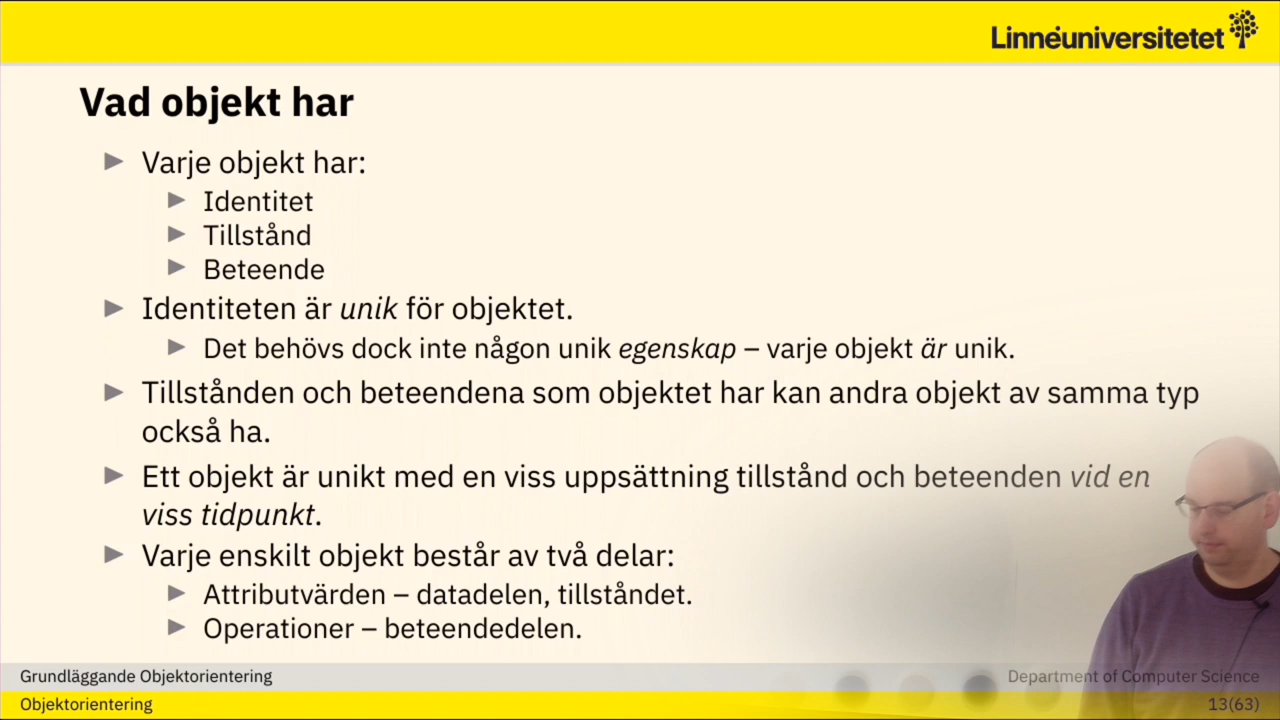 Linnéuniversitetet
Vad objekt har
Varje objekt har:
Identitet
Tillstånd
Beteende
Identiteten är unik för objektet.
Det behövs dock inte någon unik egenskap – varje objekt är unik.
Tillstånden och beteendena som objektet har kan andra objekt av samma typ
också ha.
Ett objekt är unikt med en viss uppsättning tillstånd och beteenden vid en
viss tidpunkt.
Varje enskilt objekt består av två delar:
Attributvärden – datadelen, tillståndet.
Operationer – beteendedelen.
Grundläggande Objektorientering
Department of Computer Science
Objektorientering
13(63)